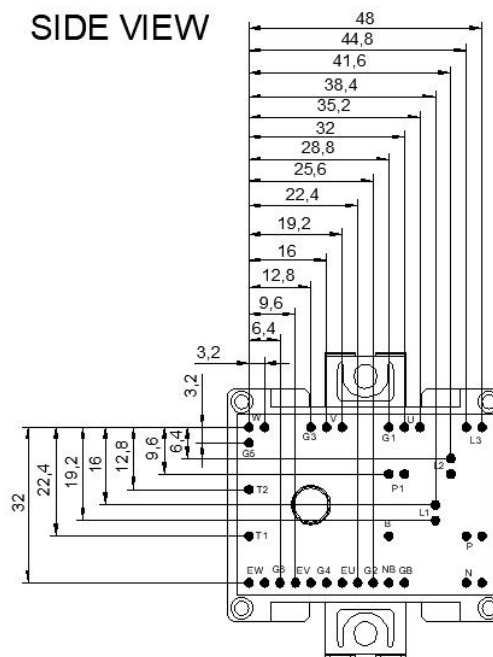 SIDE VIEW
48
44,8
41,6
38,4
35,2
32
28,8
25,6
22,4
19,2
16
12,8
9,6
6,4
3,2
3,2
6,4
9,6
12,8
16
19,2
22,4
32
W G3 V G1 U L3
G5
L2
T2 P1
L1
B
T1 P
EW G6 EV G4 EU G2 NB GB N